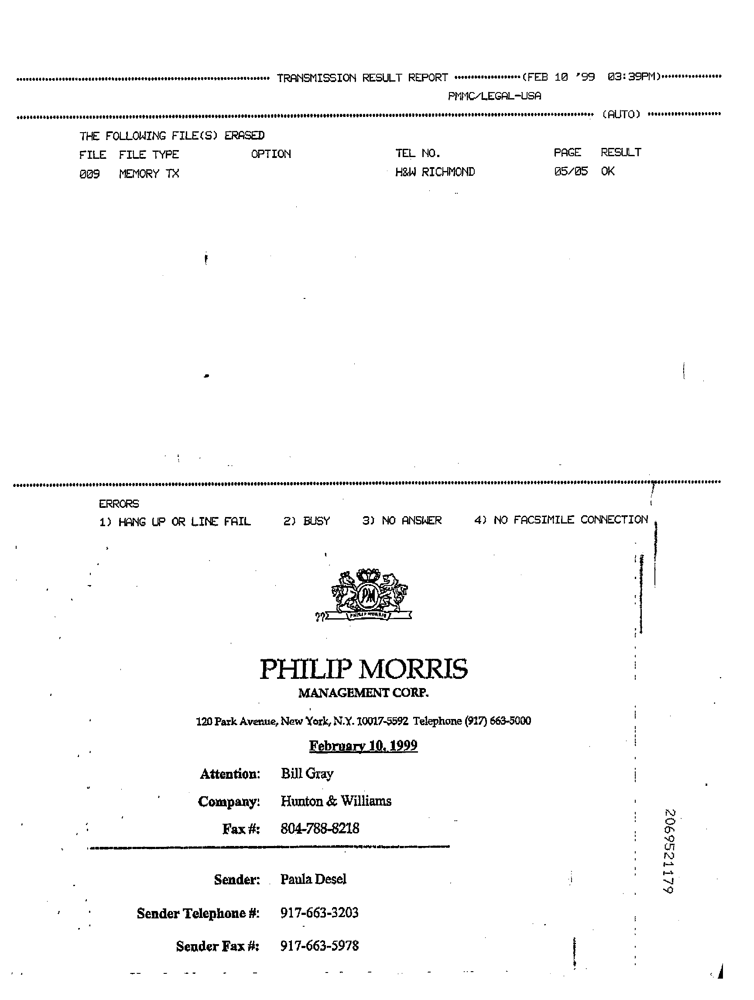 TRANSMISSION RESULT REPORT (FEB 10 '99 03:39PM)
PMMC/LEGAL-USA
(AUTO)
THE FOLLOWING FILE(S) ERASED
FILE FILE TYPE OPTION TEL NO. PAGE RESULT
009 MEMORY TX H&W RICHMOND 05/05 OK
ERRORS
1) HANG UP OR LINE FAIL 2) BUSY 3) NO ANSWER 4) NO FACSIMILE CONNECTION
PM
??
PHILIP MORRIS
PHILIP MORRIS
MANAGEMENT CORP.
120 Park Avenue, New York, N.Y. 10017-5592 Telephone (917) 663-5000
February 10, 1999
Attention: Bill Gray
Company: Hunton & Williams
Fax #: 804-788-8218
Sender: Paula Desel
Sender Telephone #: 917-663-3203
Sender Fax #: 917-663-5978
2069521179